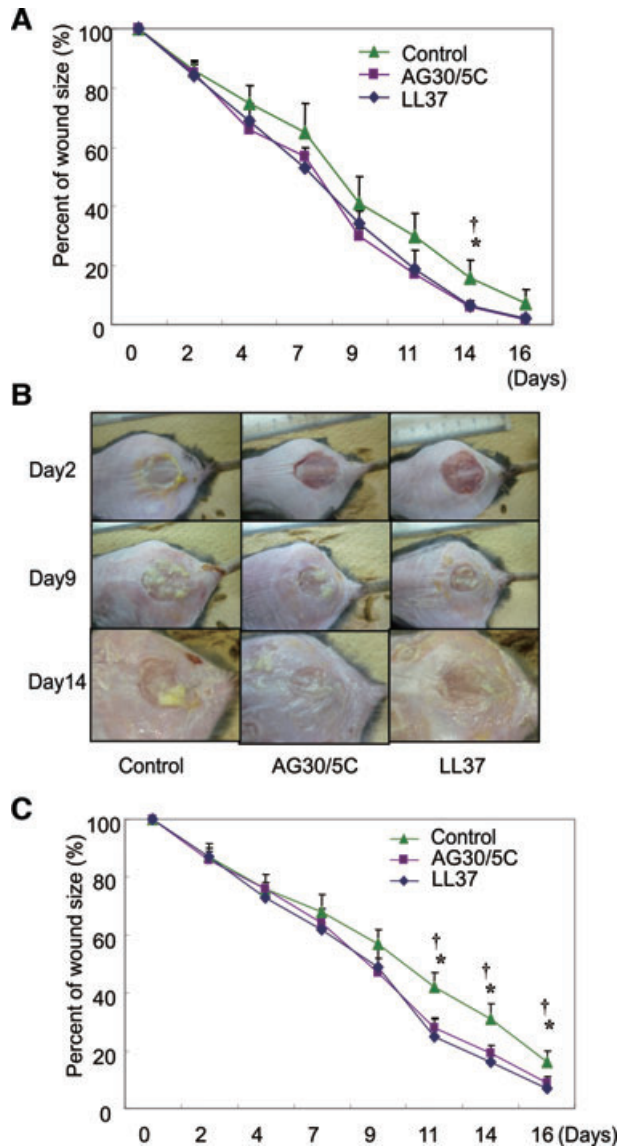 A
Percent of wound size (%)
100
80
60
40
20
0
Control
AG30/5C
LL37
†
*
0 2 4 7 9 11 14 16
(Days)
B
Day2
Day9
Day14
Control AG30/5C LL37
C
Percent of wound size (%)
100
80
60
40
20
0
Control
AG30/5C
LL37
† † †
* * *
0 2 4 7 9 11 14 16 (Days)